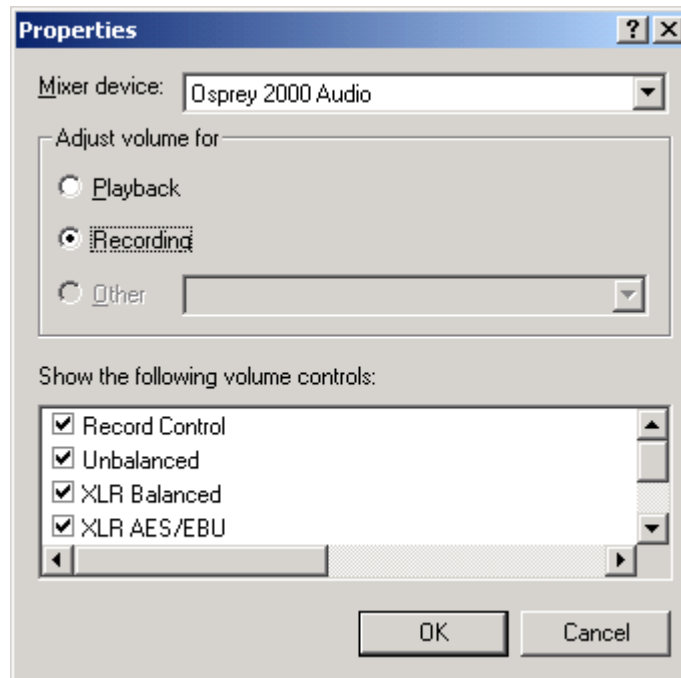 Properties
Mixer device: Osprey 2000 Audio
Adjust volume for
Playback
Recording
Other
Show the following volume controls:
Record Control
Unbalanced
XLR Balanced
XLR AES/EBU
OK Cancel